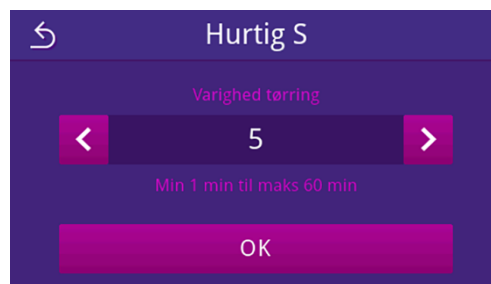 Hurtig S
Varighed tørring
5
Min 1 min til maks 60 min
OK